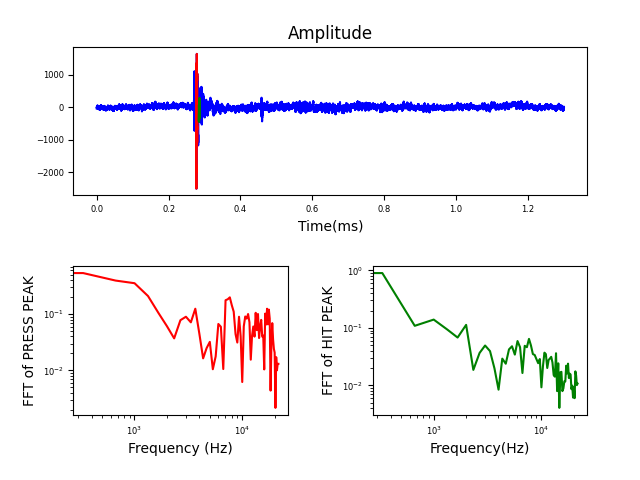 Amplitude
1000
0
−1000
−2000
0.0 0.2 0.4 0.6 0.8 1.0 1.2
Time(ms)
FFT of PRESS PEAK
10⁻¹
10⁻²
10³ 10⁴
Frequency (Hz)
FFT of HIT PEAK
10⁰
10⁻¹
10⁻²
10³ 10⁴
Frequency(Hz)